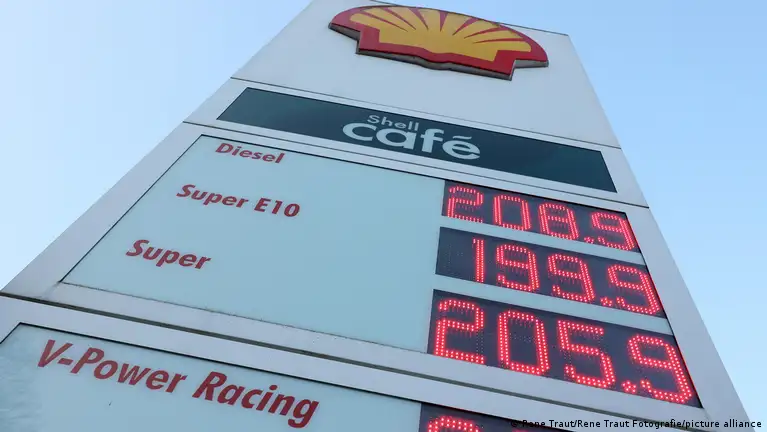 Shell
café
Diesel 208,9
Super E10 199,9
Super 205,9
V-Power Racing
© Rene Traut/Rene Traut Fotografie/picture alliance